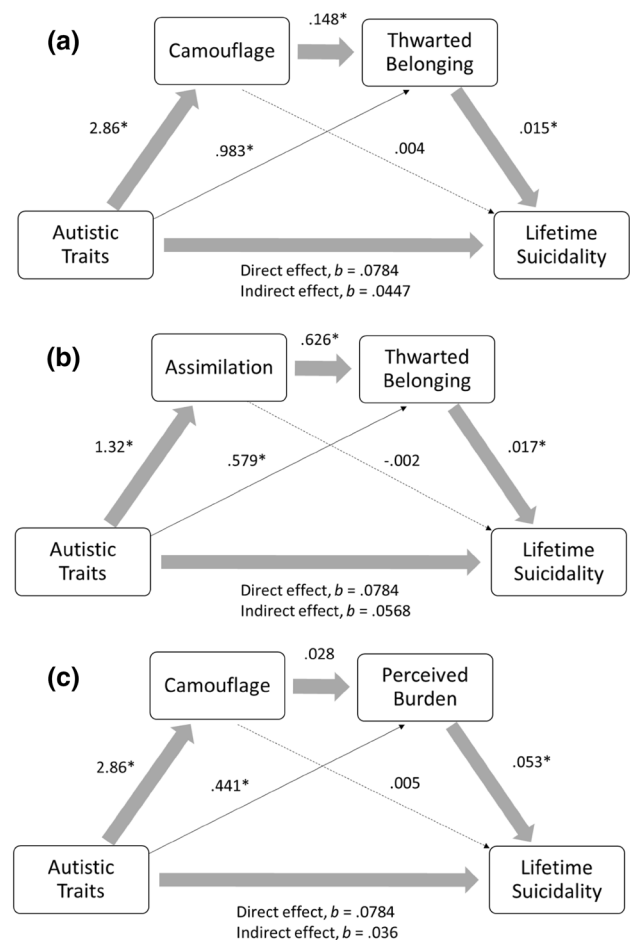 (a)
Camouflage
.148*
Thwarted
Belonging
2.86*
.983*
.004
.015*
Autistic
Traits
Lifetime
Suicidality
Direct effect, b = .0784
Indirect effect, b = .0447
(b)
Assimilation
.626*
Thwarted
Belonging
1.32*
.579*
-.002
.017*
Autistic
Traits
Lifetime
Suicidality
Direct effect, b = .0784
Indirect effect, b = .0568
(c)
Camouflage
.028
Perceived
Burden
2.86*
.441*
.005
.053*
Autistic
Traits
Lifetime
Suicidality
Direct effect, b = .0784
Indirect effect, b = .036